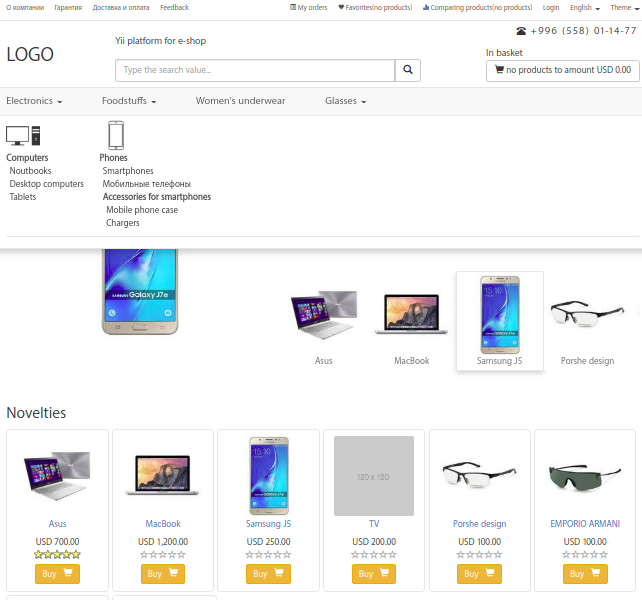 О компании Гарантия Доставка и оплата Feedback My orders Favorites(no products) Comparing products(no products) Login English Theme
+996 (558) 01-14-77
LOGO
Yii platform for e-shop
Type the search value...
In basket
no products to amount USD 0.00
Electronics Foodstuffs Women's underwear Glasses
Computers
Noutbooks
Desktop computers
Tablets
Phones
Smartphones
Мобильные телефоны
Accessories for smartphones
Mobile phone case
Chargers
SAMSUNG Galaxy J7e
15:10
Asus MacBook Samsung J5 Porshe design
Novelties
15:10
120 x 120
Asus MacBook Samsung J5 TV Porshe design EMPORIO ARMANI
USD 700.00 USD 1,200.00 USD 250.00 USD 200.00 USD 100.00 USD 100.00
Buy Buy Buy Buy Buy Buy